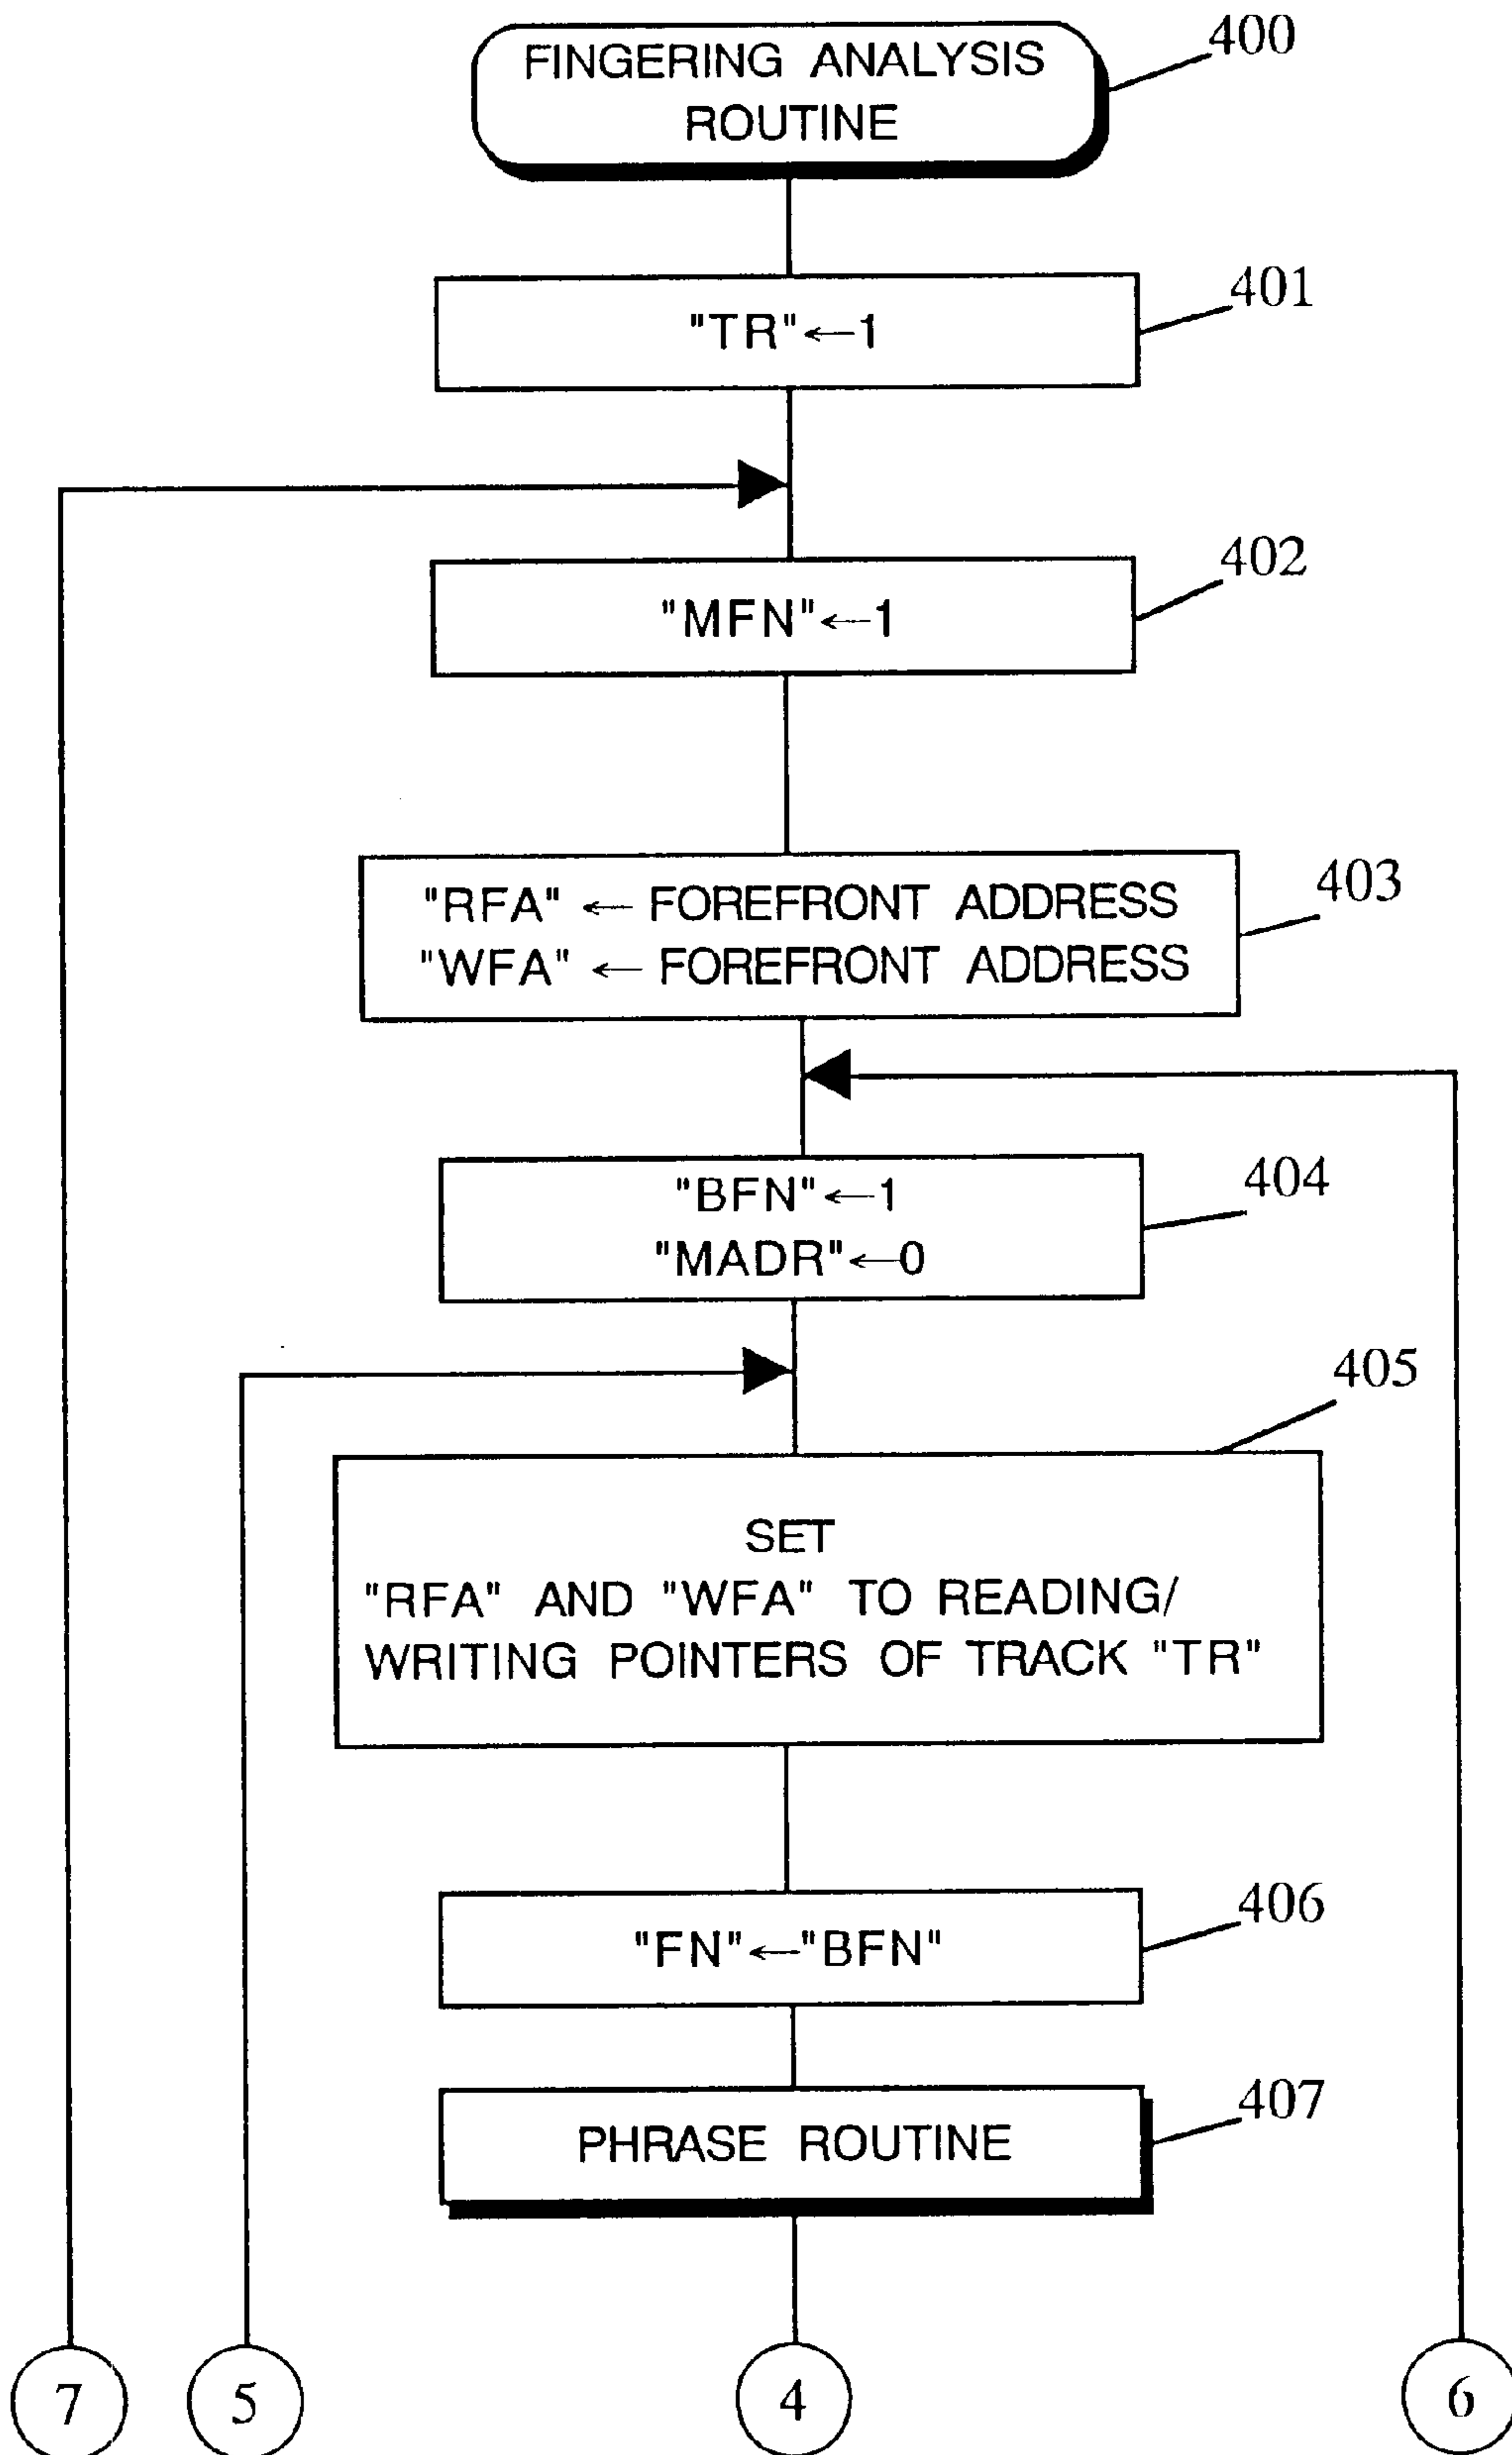 FINGERING ANALYSIS
ROUTINE
400
"TR"←1
401
"MFN"←1
402
"RFA" ← FOREFRONT ADDRESS
"WFA" ← FOREFRONT ADDRESS
403
"BFN"←1
"MADR"←0
404
405
SET
"RFA" AND "WFA" TO READING/
WRITING POINTERS OF TRACK "TR"
"FN"←"BFN"
406
PHRASE ROUTINE
407
7 5 4 6